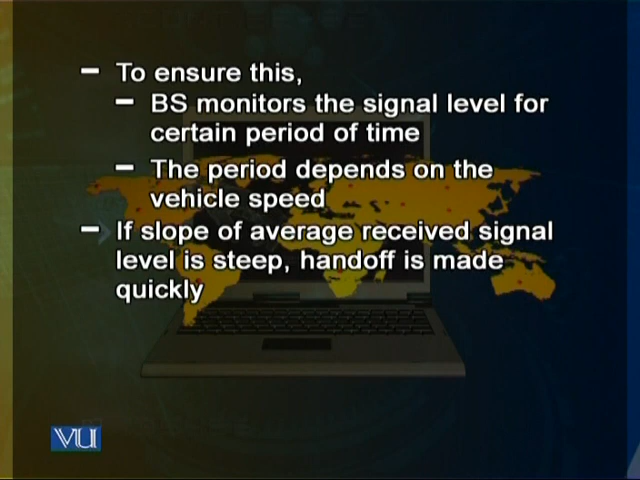 – To ensure this,
– BS monitors the signal level for
certain period of time
– The period depends on the
vehicle speed
– If slope of average received signal
level is steep, handoff is made
quickly
VU